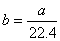 b = a/22.4